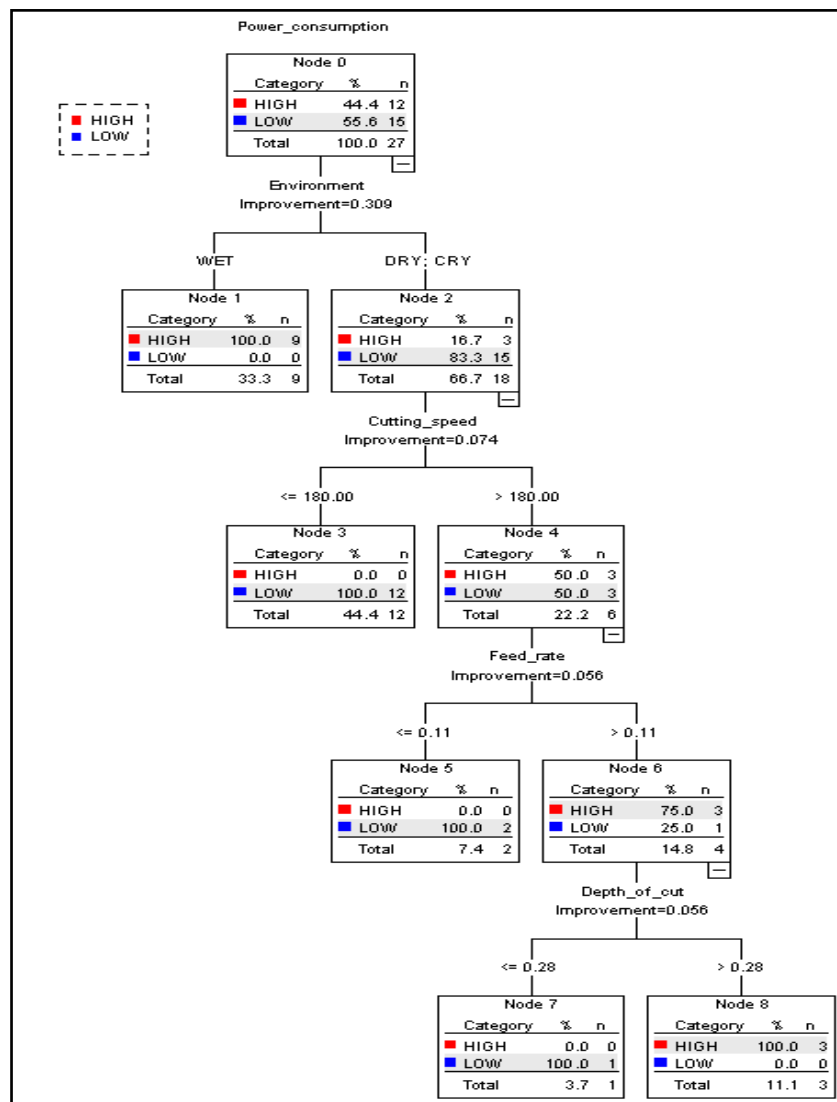 Power_consumption
Node 0
Category % n
HIGH 44.4 12
LOW 55.6 15
Total 100.0 27
HIGH
LOW
Environment
Improvement=0.309
WET
DRY; CRY
Node 1
Category % n
HIGH 100.0 9
LOW 0.0 0
Total 33.3 9
Node 2
Category % n
HIGH 16.7 3
LOW 83.3 15
Total 66.7 18
Cutting_speed
Improvement=0.074
<= 180.00
> 180.00
Node 3
Category % n
HIGH 0.0 0
LOW 100.0 12
Total 44.4 12
Node 4
Category % n
HIGH 50.0 3
LOW 50.0 3
Total 22.2 6
Feed_rate
Improvement=0.056
<= 0.11
> 0.11
Node 5
Category % n
HIGH 0.0 0
LOW 100.0 2
Total 7.4 2
Node 6
Category % n
HIGH 75.0 3
LOW 25.0 1
Total 14.8 4
Depth_of_cut
Improvement=0.056
<= 0.28
> 0.28
Node 7
Category % n
HIGH 0.0 0
LOW 100.0 1
Total 3.7 1
Node 8
Category % n
HIGH 100.0 3
LOW 0.0 0
Total 11.1 3